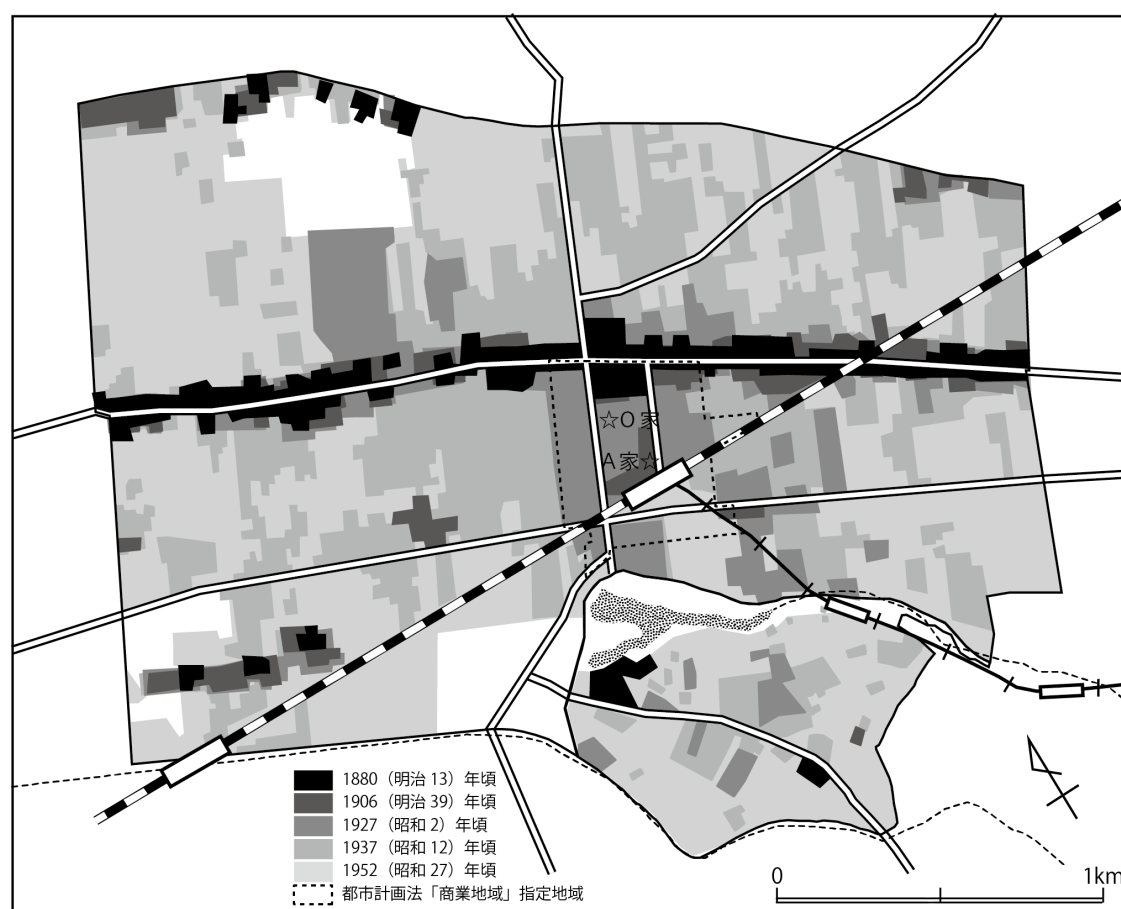 ☆O 家
A 家☆
1880（明治 13）年頃
1906（明治 39）年頃
1927（昭和 2）年頃
1937（昭和 12）年頃
1952（昭和 27）年頃
都市計画法「商業地域」指定地域
0 1km